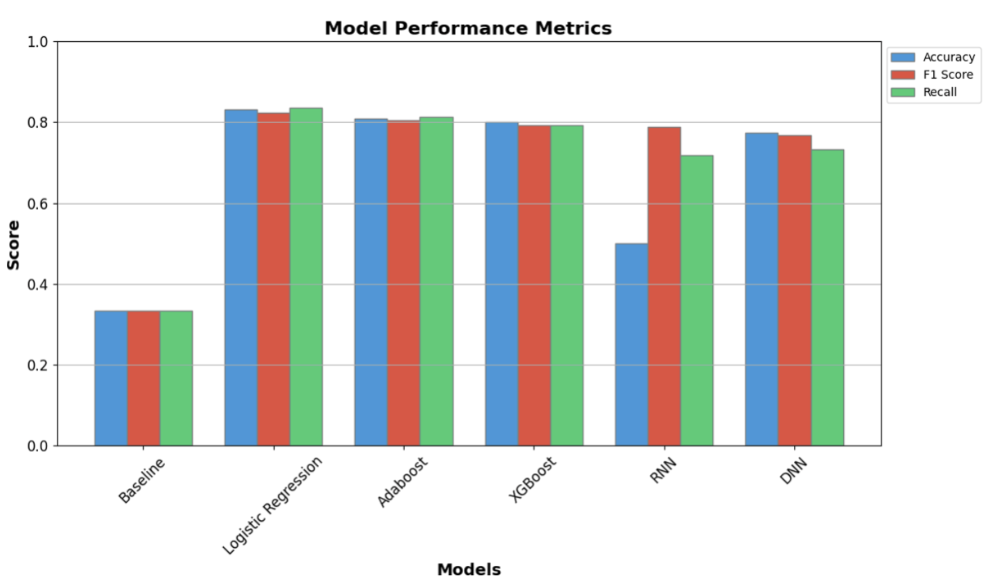 Model Performance Metrics
1.0
0.8
0.6
0.4
0.2
0.0
Score
Accuracy
F1 Score
Recall
Baseline
Logistic Regression
Adaboost
XGBoost
RNN
DNN
Models